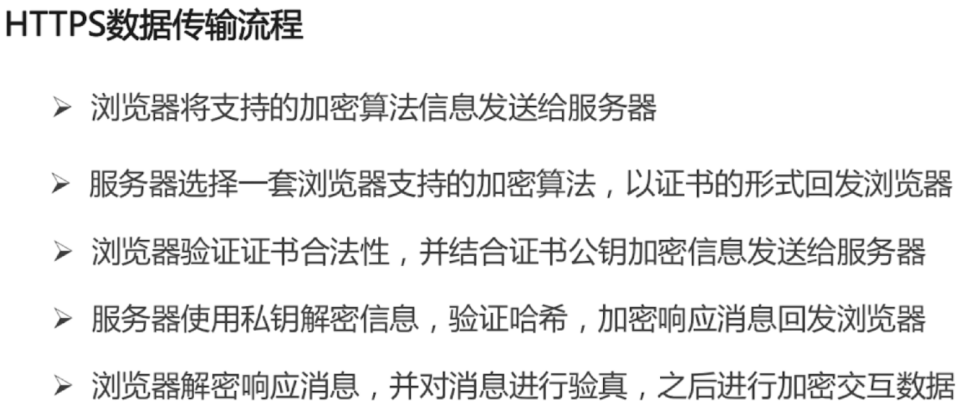 HTTPS数据传输流程
➢ 浏览器将支持的加密算法信息发送给服务器
➢ 服务器选择一套浏览器支持的加密算法，以证书的形式回发浏览器
➢ 浏览器验证证书合法性，并结合证书公钥加密信息发送给服务器
➢ 服务器使用私钥解密信息，验证哈希，加密响应消息回发浏览器
➢ 浏览器解密响应消息，并对消息进行验真，之后进行加密交互数据